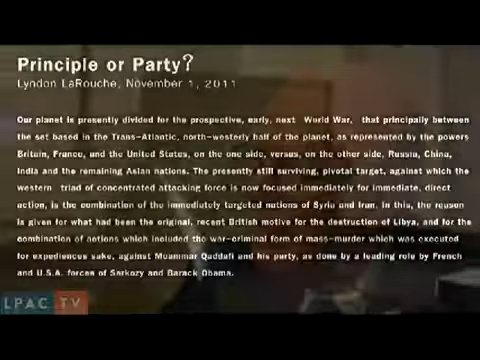 Principle or Party?
Lyndon LaRouche, November 1, 2011
Our planet is presently divided for the prospective, early, next World War, that principally between
the set based in the Trans-Atlantic, north-westerly half of the planet, as represented by the powers
Britain, France, and the United States, on the one side, versus, on the other side, Russia, China,
India and the remaining Asian nations. The presently still surviving, pivotal target, against which the
western triad of concentrated attacking force is now focused immediately for immediate, direct
action, is the combination of the immediately targeted nations of Syria and Iran. In this, the reason
is given for what had been the original, recent British motive for the destruction of Libya, and for the
combination of actions which included the war-criminal form of mass-murder which was executed
for expediences sake, against Moammar Qaddafi and his party, as done by a leading role by French
and U.S.A. forces of Sarkozy and Barack Obama.
LPAC TV